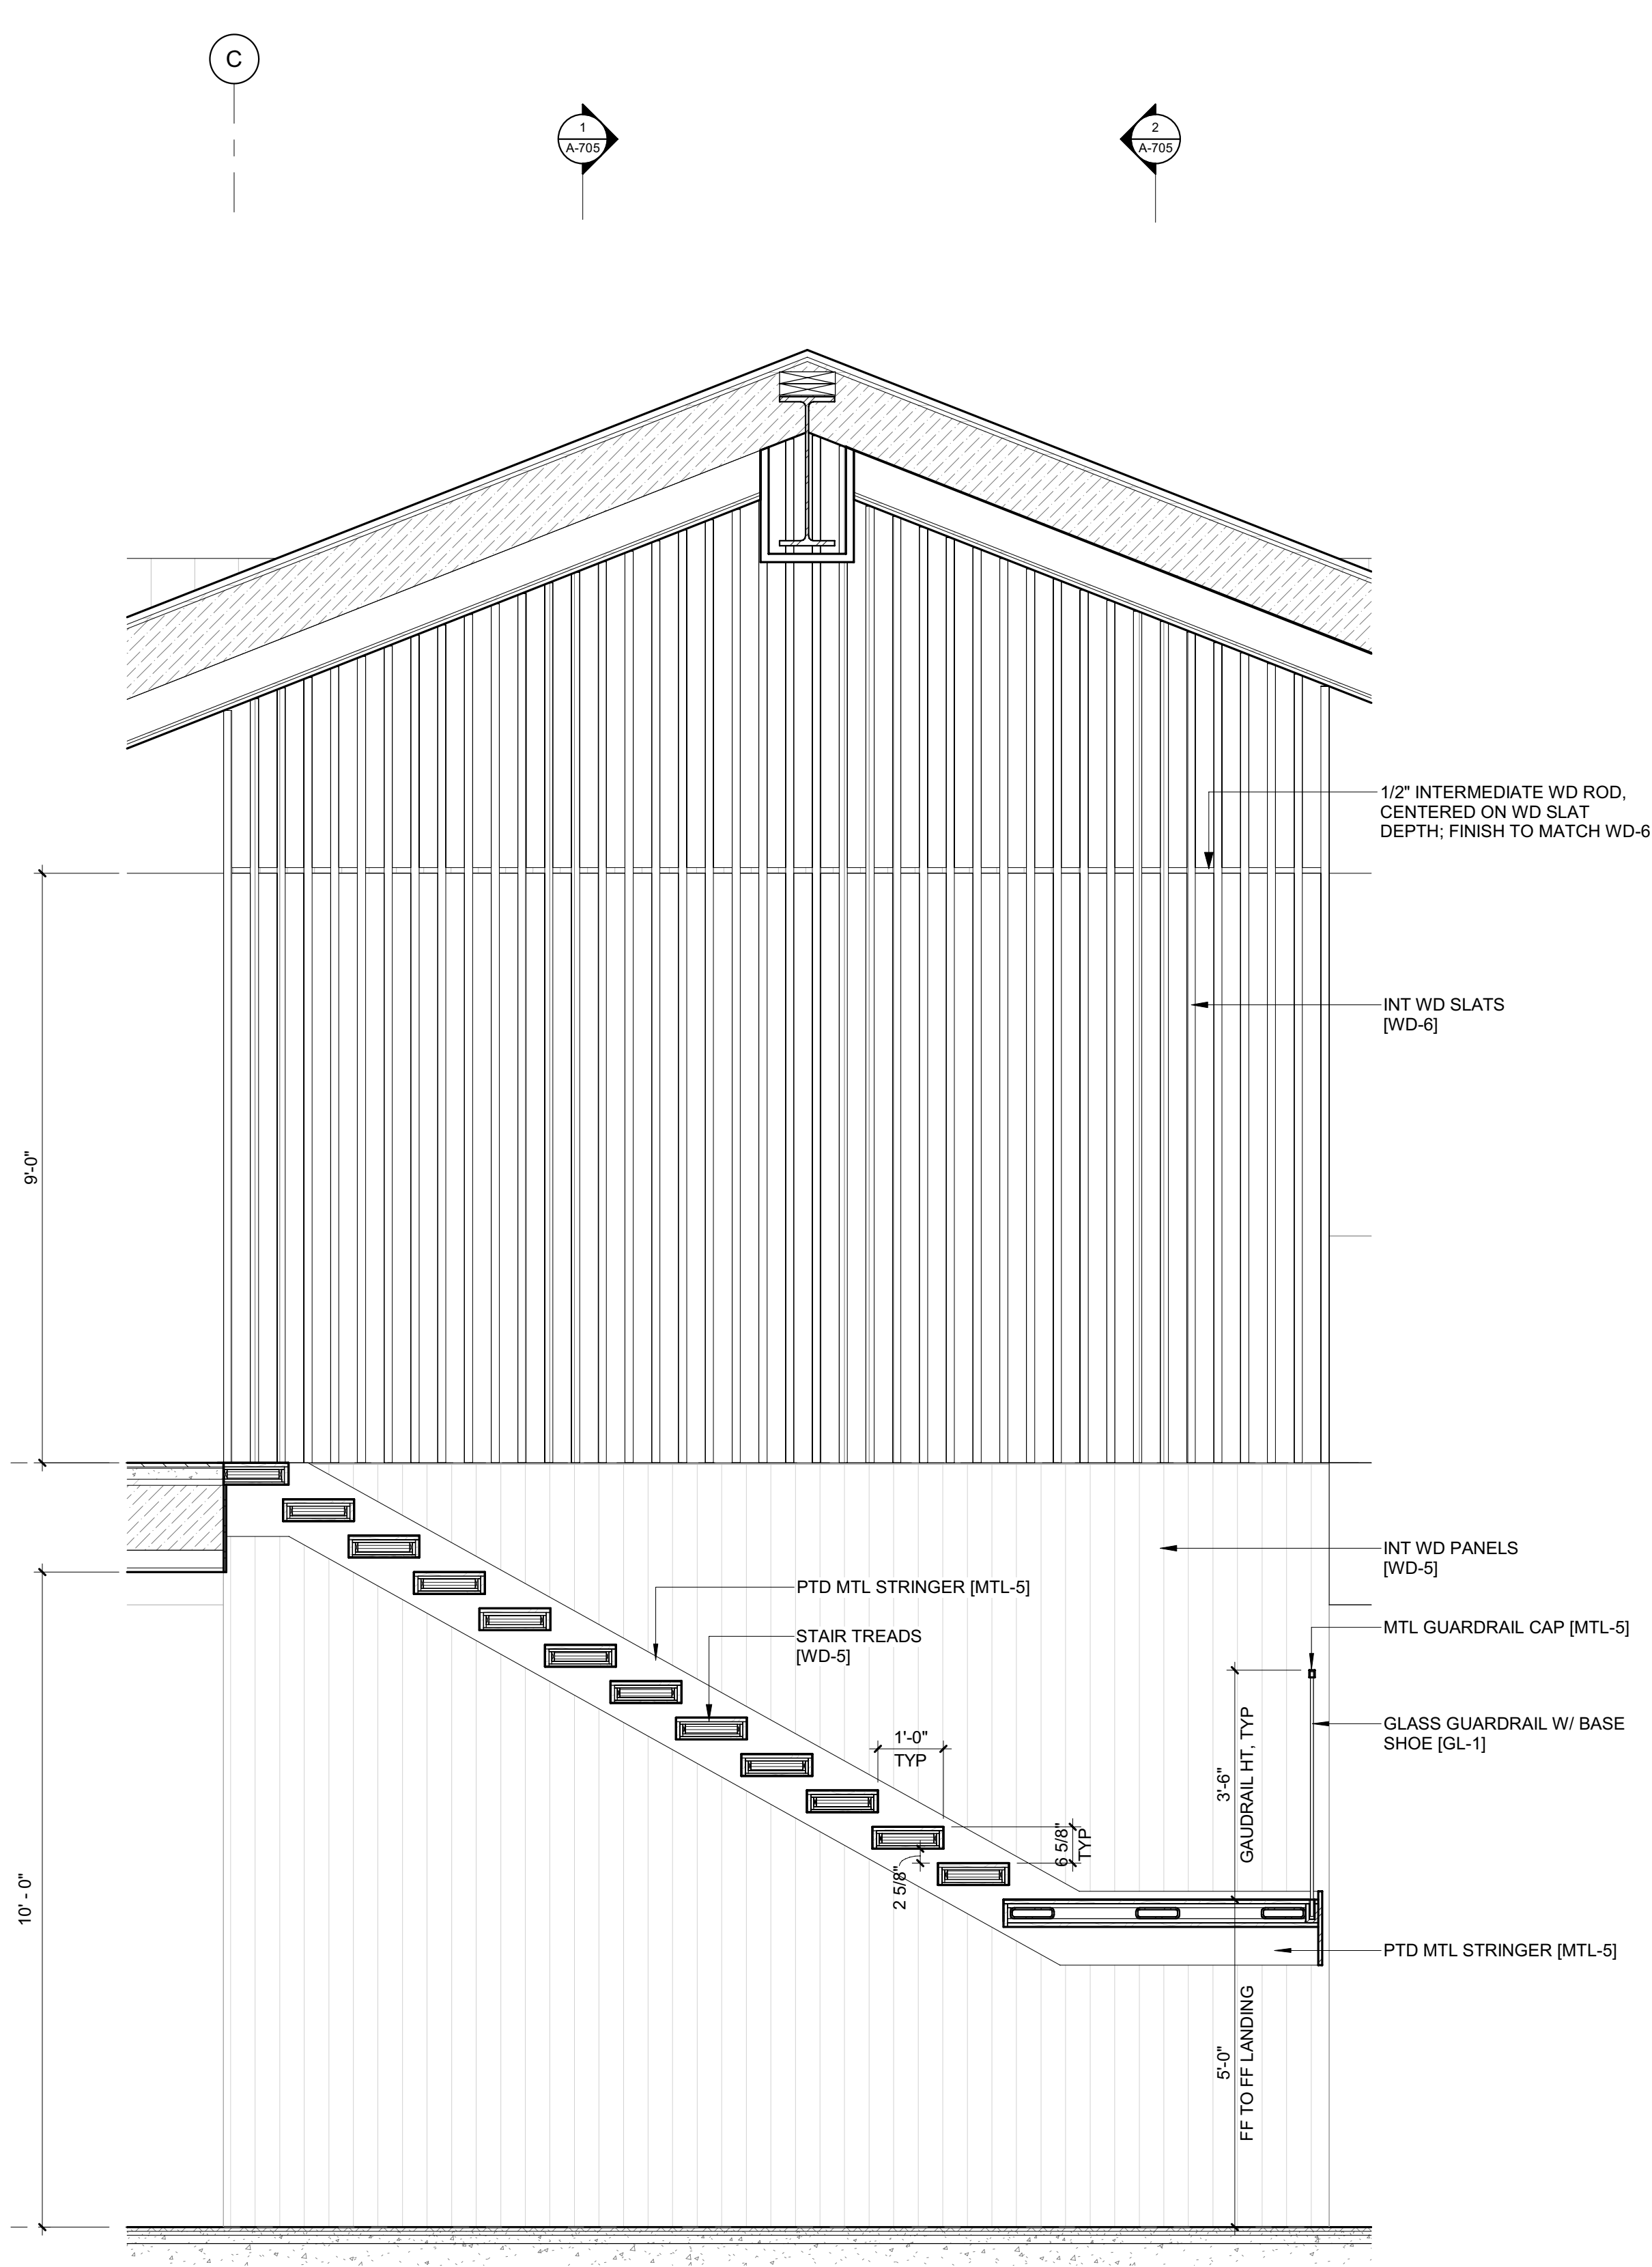 C
1
A-705
2
A-705
1/2" INTERMEDIATE WD ROD,
CENTERED ON WD SLAT
DEPTH; FINISH TO MATCH WD-6
INT WD SLATS
[WD-6]
9'-0"
INT WD PANELS
[WD-5]
PTD MTL STRINGER [MTL-5]
MTL GUARDRAIL CAP [MTL-5]
STAIR TREADS
[WD-5]
GLASS GUARDRAIL W/ BASE
SHOE [GL-1]
1'-0"
TYP
3'-6"
GAUDRAIL HT, TYP
6 5/8"
TYP
2 5/8"
10' - 0"
PTD MTL STRINGER [MTL-5]
5'-0"
FF TO FF LANDING